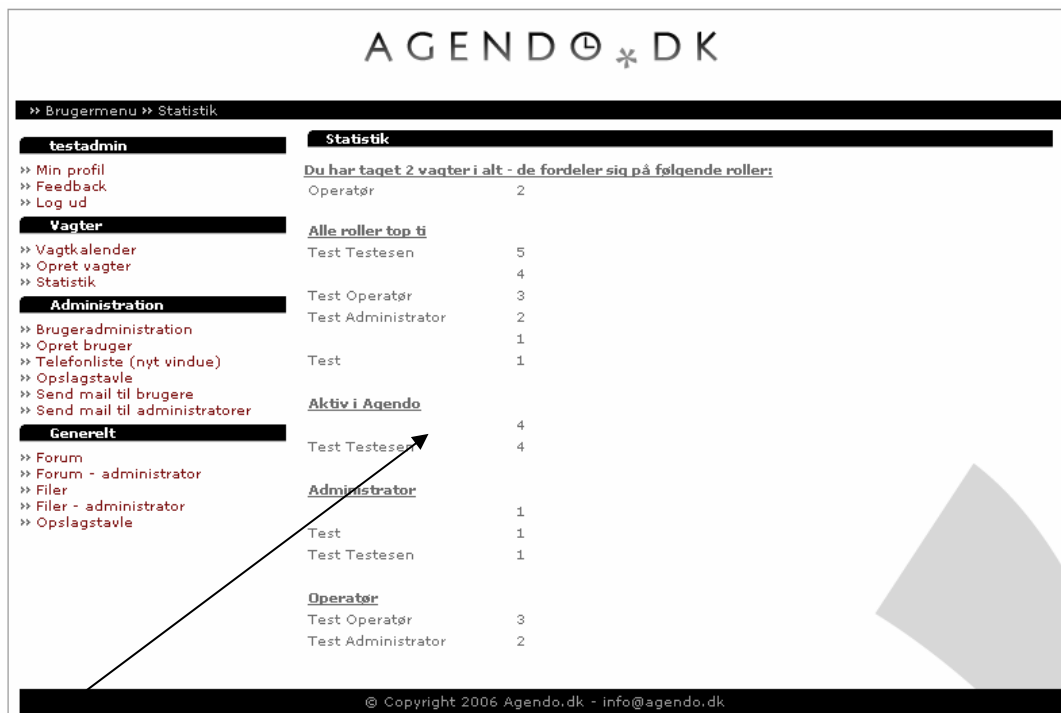 AGENDO*DK
» Brugermenu » Statistik
testadmin
» Min profil
» Feedback
» Log ud
Vagter
» Vagtkalender
» Opret vagter
» Statistik
Administration
» Brugeradministration
» Opret bruger
» Telefonliste (nyt vindue)
» Opslagstavle
» Send mail til brugere
» Send mail til administratorer
Generelt
» Forum
» Forum - administrator
» Filer
» Filer - administrator
» Opslagstavle
Statistik
Du har taget 2 vagter i alt - de fordeler sig på følgende roller:
Operatør 2
Alle roller top ti
Test Testesen 5
4
Test Operatør 3
Test Administrator 2
1
Test 1
Aktiv i Agendo
4
Test Testesen 4
Administrator
1
Test 1
Test Testesen 1
Operatør
Test Operatør 3
Test Administrator 2
© Copyright 2006 Agendo.dk - info@agendo.dk